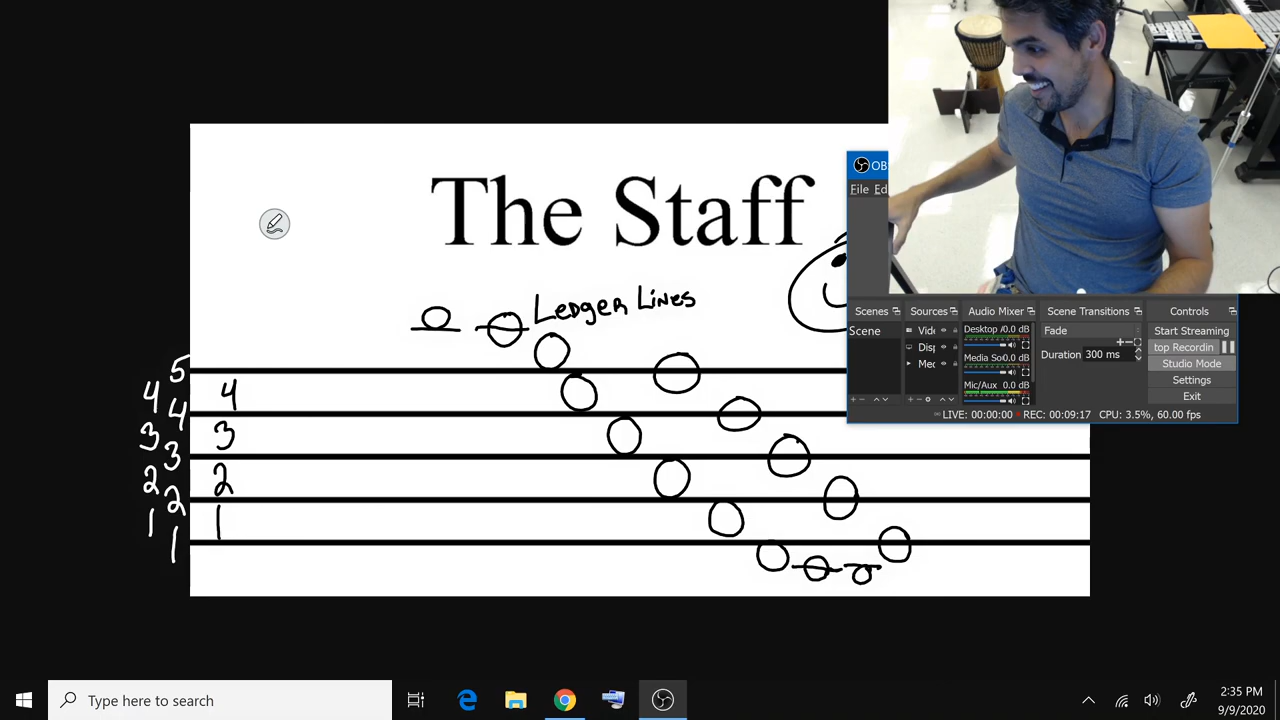 The Staff
Ledger Lines
5
4 4
4
3 3
3
2 2
2
1 1
1
OB
File Ed
Scenes Sources Audio Mixer Scene Transitions Controls
Scene
Desktop 0.0 dB
Fade
Start Streaming
Disp
Duration 300 ms
top Recordin
Media So 0.0 dB
Studio Mode
Med
Settings
Mic/Aux 0.0 dB
Exit
LIVE: 00:00:00 REC: 00:09:17 CPU: 3.5%, 60.00 fps
Type here to search
2:35 PM
9/9/2020